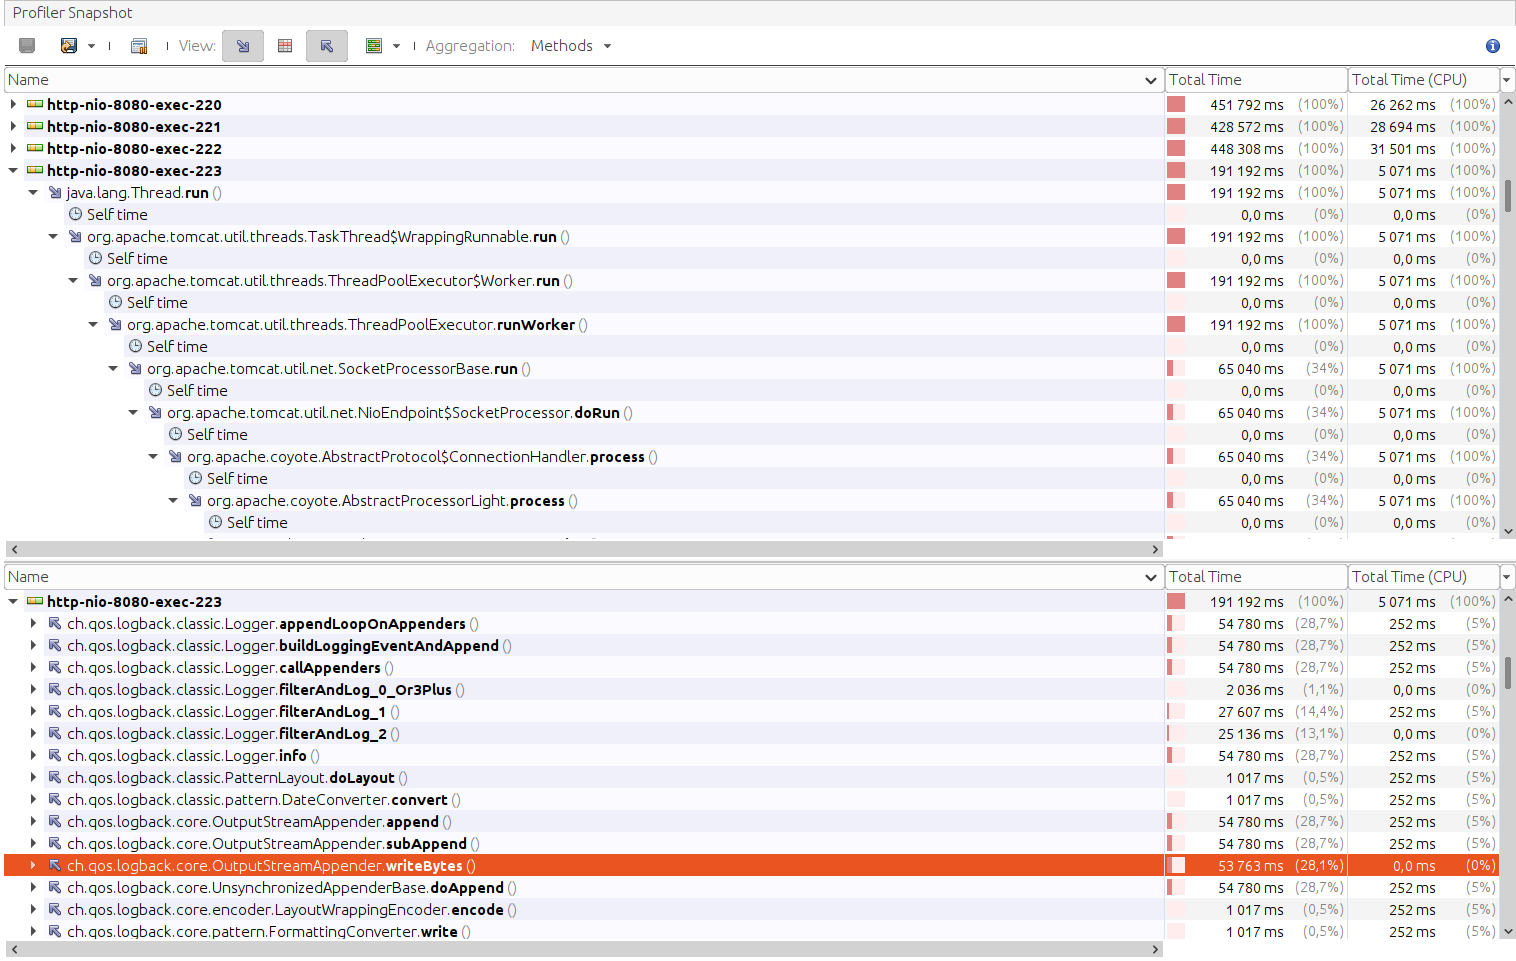 Profiler Snapshot
View: Aggregation: Methods
Name Total Time Total Time (CPU)
http-nio-8080-exec-220 451 792 ms (100%) 26 262 ms (100%)
http-nio-8080-exec-221 428 572 ms (100%) 28 694 ms (100%)
http-nio-8080-exec-222 448 308 ms (100%) 31 501 ms (100%)
http-nio-8080-exec-223 191 192 ms (100%) 5 071 ms (100%)
java.lang.Thread.run () 191 192 ms (100%) 5 071 ms (100%)
Self time 0,0 ms (0%) 0,0 ms (0%)
org.apache.tomcat.util.threads.TaskThread$WrappingRunnable.run () 191 192 ms (100%) 5 071 ms (100%)
Self time 0,0 ms (0%) 0,0 ms (0%)
org.apache.tomcat.util.threads.ThreadPoolExecutor$Worker.run () 191 192 ms (100%) 5 071 ms (100%)
Self time 0,0 ms (0%) 0,0 ms (0%)
org.apache.tomcat.util.threads.ThreadPoolExecutor.runWorker () 191 192 ms (100%) 5 071 ms (100%)
Self time 0,0 ms (0%) 0,0 ms (0%)
org.apache.tomcat.util.net.SocketProcessorBase.run () 65 040 ms (34%) 5 071 ms (100%)
Self time 0,0 ms (0%) 0,0 ms (0%)
org.apache.tomcat.util.net.NioEndpoint$SocketProcessor.doRun () 65 040 ms (34%) 5 071 ms (100%)
Self time 0,0 ms (0%) 0,0 ms (0%)
org.apache.coyote.AbstractProtocol$ConnectionHandler.process () 65 040 ms (34%) 5 071 ms (100%)
Self time 0,0 ms (0%) 0,0 ms (0%)
org.apache.coyote.AbstractProcessorLight.process () 65 040 ms (34%) 5 071 ms (100%)
Self time 0,0 ms (0%) 0,0 ms (0%)
Name Total Time Total Time (CPU)
http-nio-8080-exec-223 191 192 ms (100%) 5 071 ms (100%)
ch.qos.logback.classic.Logger.appendLoopOnAppenders () 54 780 ms (28,7%) 252 ms (5%)
ch.qos.logback.classic.Logger.buildLoggingEventAndAppend () 54 780 ms (28,7%) 252 ms (5%)
ch.qos.logback.classic.Logger.callAppenders () 54 780 ms (28,7%) 252 ms (5%)
ch.qos.logback.classic.Logger.filterAndLog_0_Or3Plus () 2 036 ms (1,1%) 0,0 ms (0%)
ch.qos.logback.classic.Logger.filterAndLog_1 () 27 607 ms (14,4%) 252 ms (5%)
ch.qos.logback.classic.Logger.filterAndLog_2 () 25 136 ms (13,1%) 0,0 ms (0%)
ch.qos.logback.classic.Logger.info () 54 780 ms (28,7%) 252 ms (5%)
ch.qos.logback.classic.PatternLayout.doLayout () 1 017 ms (0,5%) 252 ms (5%)
ch.qos.logback.classic.pattern.DateConverter.convert () 1 017 ms (0,5%) 252 ms (5%)
ch.qos.logback.core.OutputStreamAppender.append () 54 780 ms (28,7%) 252 ms (5%)
ch.qos.logback.core.OutputStreamAppender.subAppend () 54 780 ms (28,7%) 252 ms (5%)
ch.qos.logback.core.OutputStreamAppender.writeBytes () 53 763 ms (28,1%) 0,0 ms (0%)
ch.qos.logback.core.UnsynchronizedAppenderBase.doAppend () 54 780 ms (28,7%) 252 ms (5%)
ch.qos.logback.core.encoder.LayoutWrappingEncoder.encode () 1 017 ms (0,5%) 252 ms (5%)
ch.qos.logback.core.pattern.FormattingConverter.write () 1 017 ms (0,5%) 252 ms (5%)